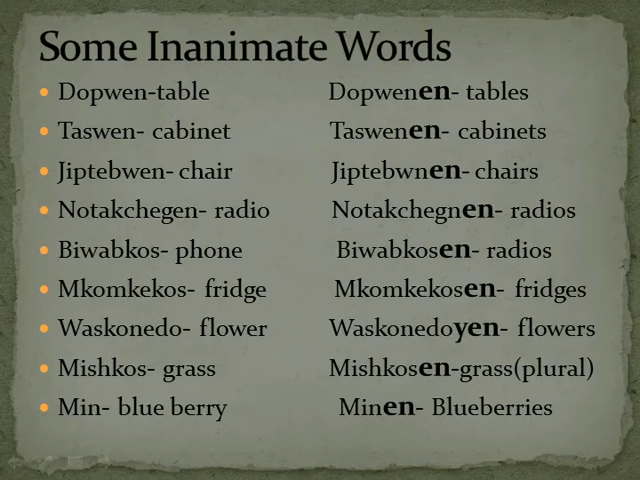 Some Inanimate Words
• Dopwen-table Dopwenen- tables
• Taswen- cabinet Taswenen- cabinets
• Jiptebwen- chair Jiptebwnen- chairs
• Notakchegen- radio Notakchegnen- radios
• Biwabkos- phone Biwabkosen- radios
• Mkomkekos- fridge Mkomkekosen- fridges
• Waskonedo- flower Waskonedoyen- flowers
• Mishkos- grass Mishkosen-grass(plural)
• Min- blue berry Minen- Blueberries